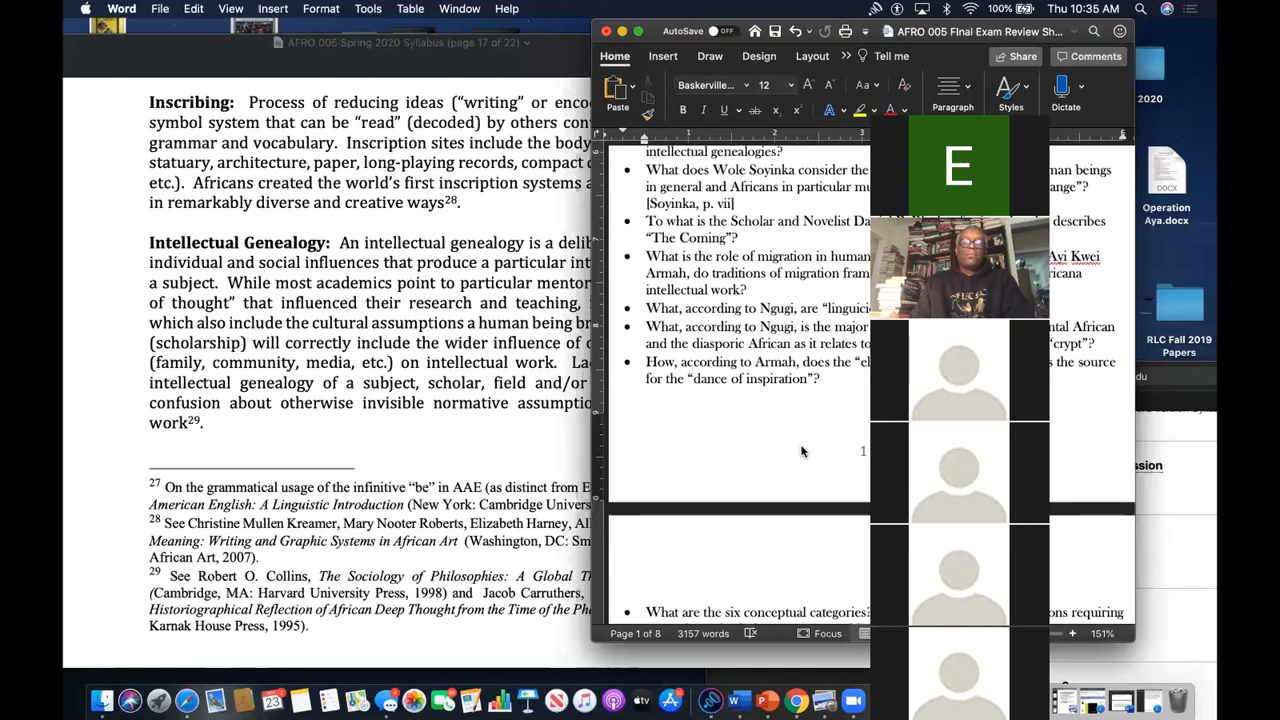 Word File Edit View Insert Format Tools Table Window Help 100% Thu 10:35 AM
AFRO 005 Spring 2020 Syllabus (page 17 of 22)
Inscribing: Process of reducing ideas (“writing” or enco
symbol system that can be “read” (decoded) by others con
grammar and vocabulary. Inscription sites include the body
statuary, architecture, paper, long-playing records, compact
etc.). Africans created the world’s first inscription systems a
in remarkably diverse and creative ways28.
Intellectual Genealogy: An intellectual genealogy is a deli
individual and social influences that produce a particular int
a subject. While most academics point to particular mentor
of thought” that influenced their research and teaching,
which also include the cultural assumptions a human being br
(scholarship) will correctly include the wider influence of
(family, community, media, etc.) on intellectual work. La
intellectual genealogy of a subject, scholar, field and/or
confusion about otherwise invisible normative assumptio
work29.
27 On the grammatical usage of the infinitive “be” in AAE (as distinct from E
American English: A Linguistic Introduction (New York: Cambridge Univers
28 See Christine Mullen Kreamer, Mary Nooter Roberts, Elizabeth Harney, Al
Meaning: Writing and Graphic Systems in African Art (Washington, DC: Sm
African Art, 2007).
29 See Robert O. Collins, The Sociology of Philosophies: A Global T
(Cambridge, MA: Harvard University Press, 1998) and Jacob Carruthers,
Historiographical Reflection of African Deep Thought from the Time of the Ph
Karnak House Press, 1995).
AutoSave OFF AFRO 005 FInal Exam Review Sh...
Home Insert Draw Design Layout Tell me Share Comments
Paste Baskerville... 12 Paragraph Styles Dictate
1 2 3 6
intellectual genealogies?
What does Wole Soyinka consider the man beings
in general and Africans in particular mu ange”?
[Soyinka, p. vii]
To what is the Scholar and Novelist Da describes
“The Coming”?
What is the role of migration in human Ayi Kwei
Armah, do traditions of migration fram ricana
intellectual work?
What, according to Ngugi, are “linguic
What, according to Ngugi, is the major ntal African
and the diasporic African as it relates to “crypt”?
How, according to Armah, does the “el s the source
for the “dance of inspiration”?
1
What are the six conceptual categories? ons requiring
Page 1 of 8 3157 words Focus 151%
E
2020
DOCX
Operation
Aya.docx
RLC Fall 2019
Papers
du
ssion
23
tv